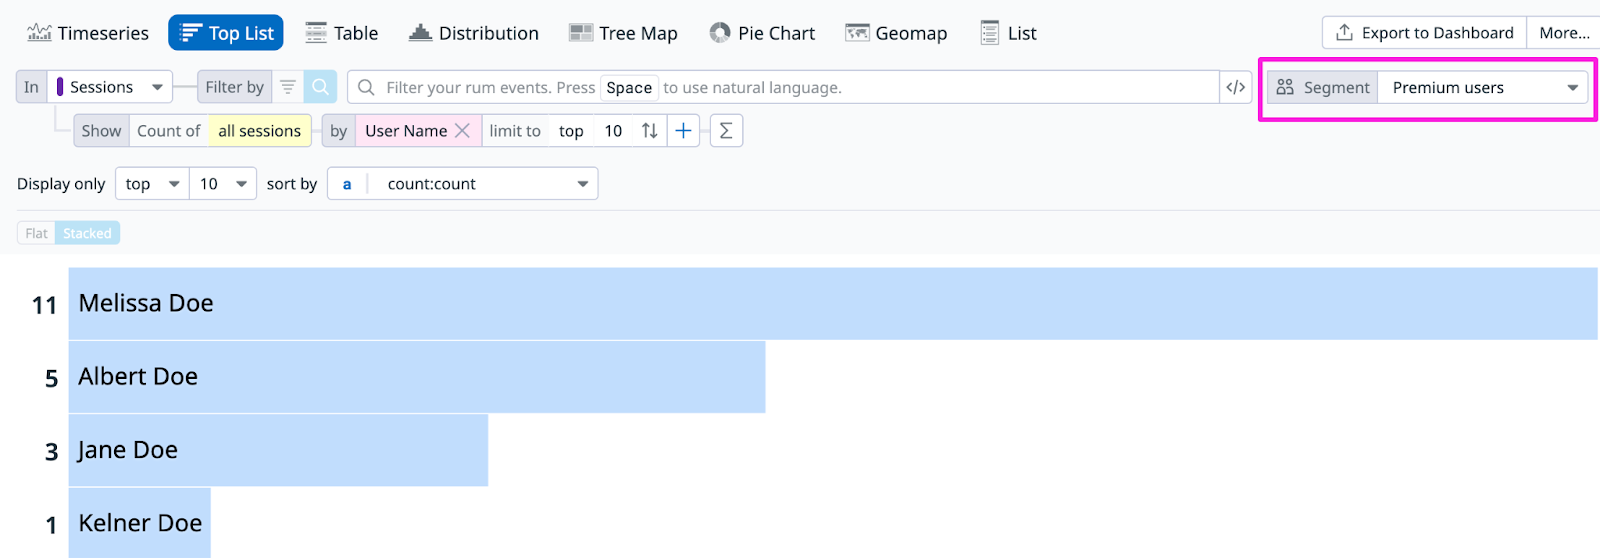 Timeseries Top List Table Distribution Tree Map Pie Chart Geomap List Export to Dashboard More...
In Sessions Filter by Filter your rum events. Press Space to use natural language. </> Segment Premium users
Show Count of all sessions by User Name limit to top 10 + Σ
Display only top 10 sort by a count:count
Flat Stacked
11 Melissa Doe
5 Albert Doe
3 Jane Doe
1 Kelner Doe